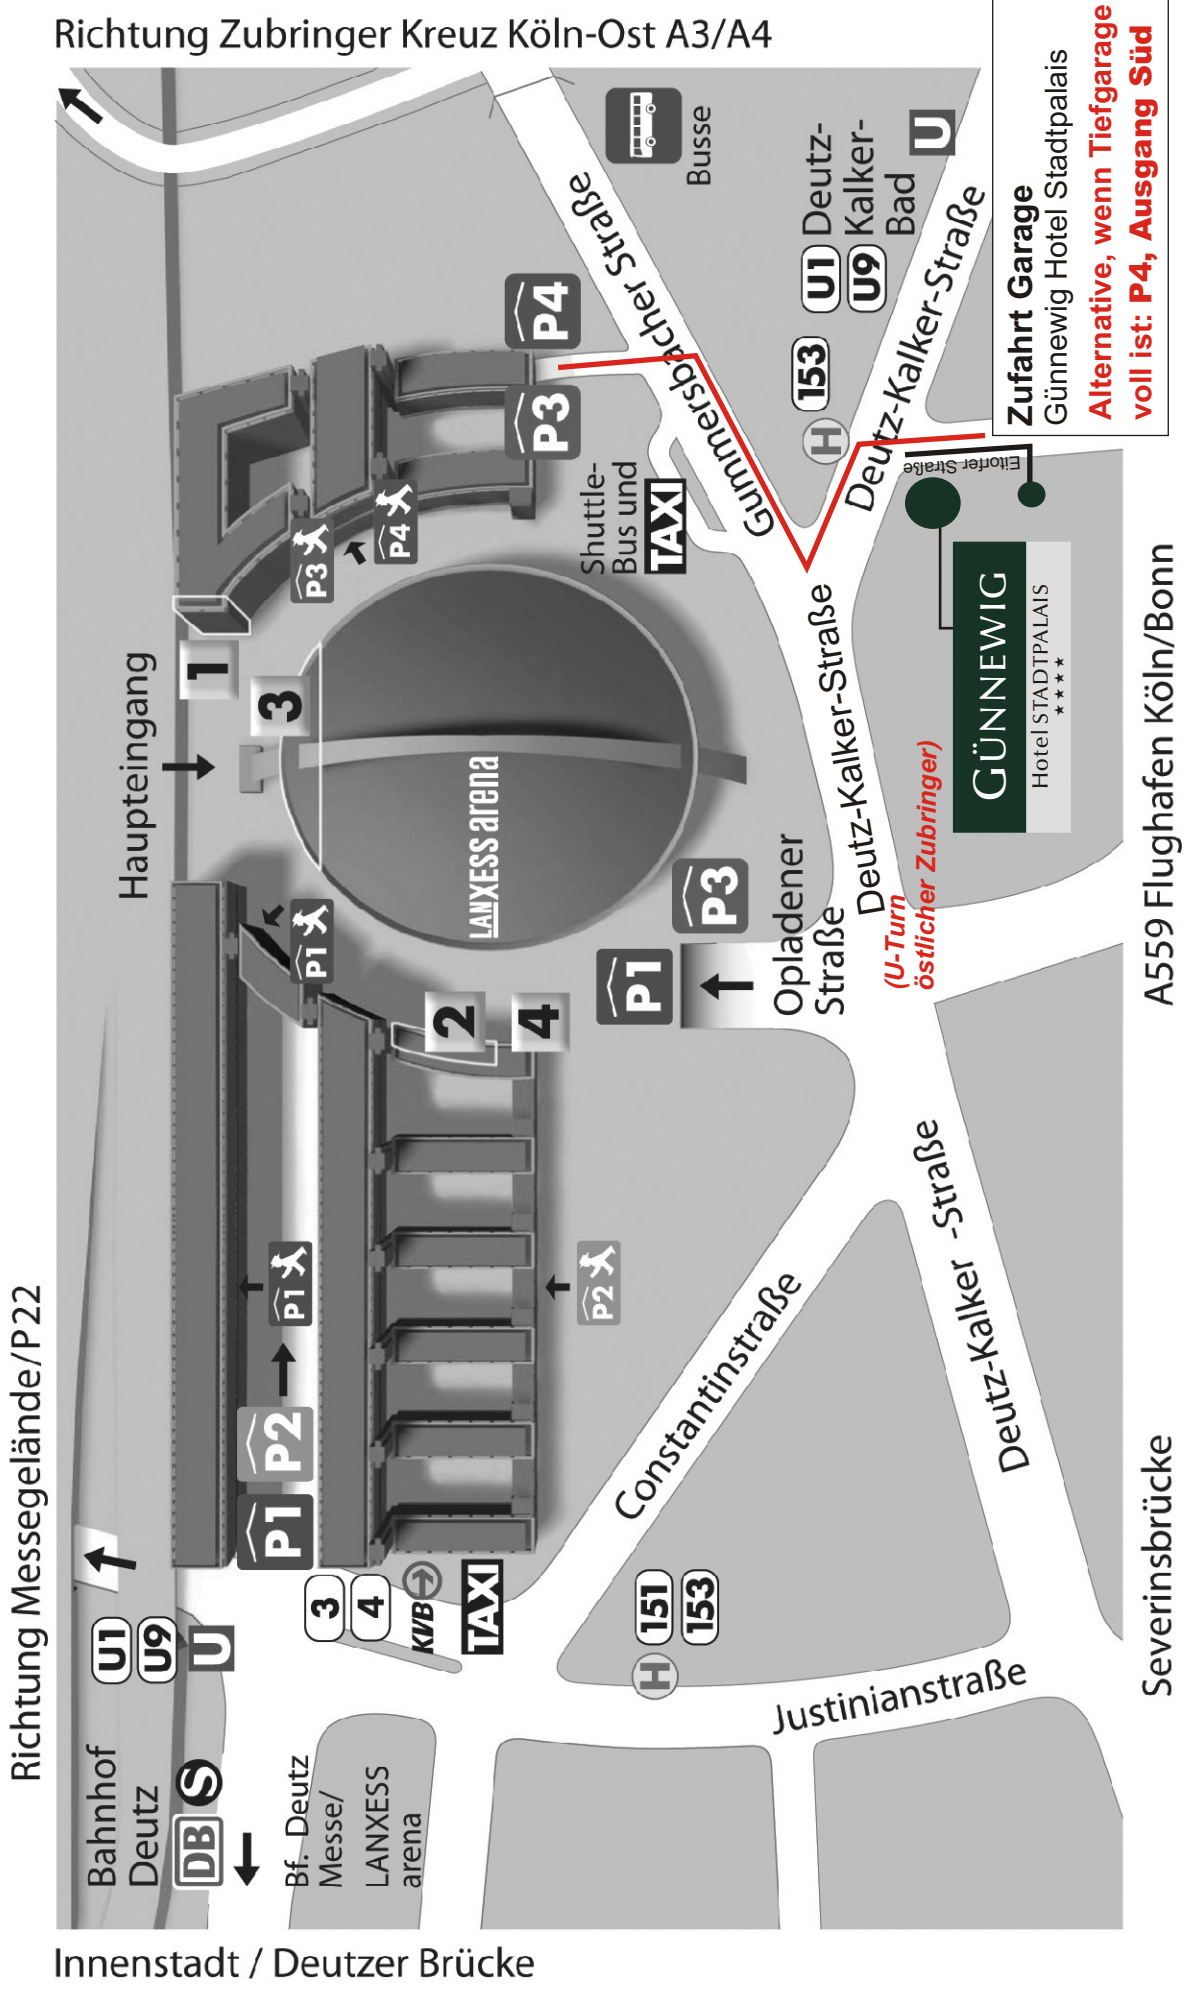 Richtung Messegelände/P22
Richtung Zubringer Kreuz Köln-Ost A3/A4
Innenstadt / Deutzer Brücke
Bahnhof
Deutz
DB S
U1
U9
U
Bf. Deutz
Messe/
LANXESS
arena
3
4
KVB
TAXI
P1 P2
P1
P2
Haupteingang
P1
1
3
2
4
LANXESS arena
P3
P4
P3 P4
Shuttle-
Bus und
TAXI
Busse
P1
P3
Opladener
Straße
Gummersbacher Straße
153
H
U1
U9
Deutz-
Kalker-
Bad
U
Deutz-Kalker-Straße
Deutz-Kalker-Straße
Deutz-Kalker-Straße
Deutz-Kalker -Straße
Constantinstraße
Justinianstraße
H
151
153
(U-Turn
östlicher Zubringer)
Eitorfer Straße
GÜNNEWIG
Hotel STADTPALAIS
★★★★
Zufahrt Garage
Günnewig Hotel Stadtpalais
Alternative, wenn Tiefgarage
voll ist: P4, Ausgang Süd
Severinsbrücke
A559 Flughafen Köln/Bonn